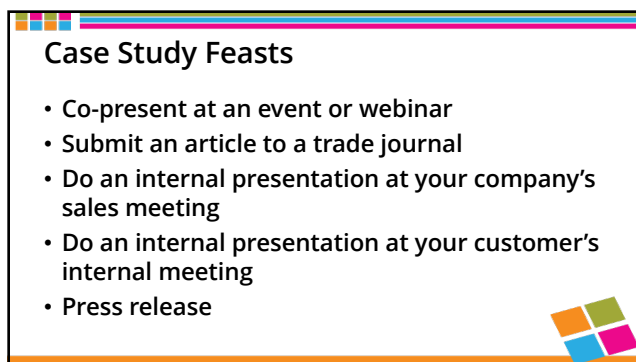 Case Study Feasts
• Co-present at an event or webinar
• Submit an article to a trade journal
• Do an internal presentation at your company’s
sales meeting
• Do an internal presentation at your customer’s
internal meeting
• Press release